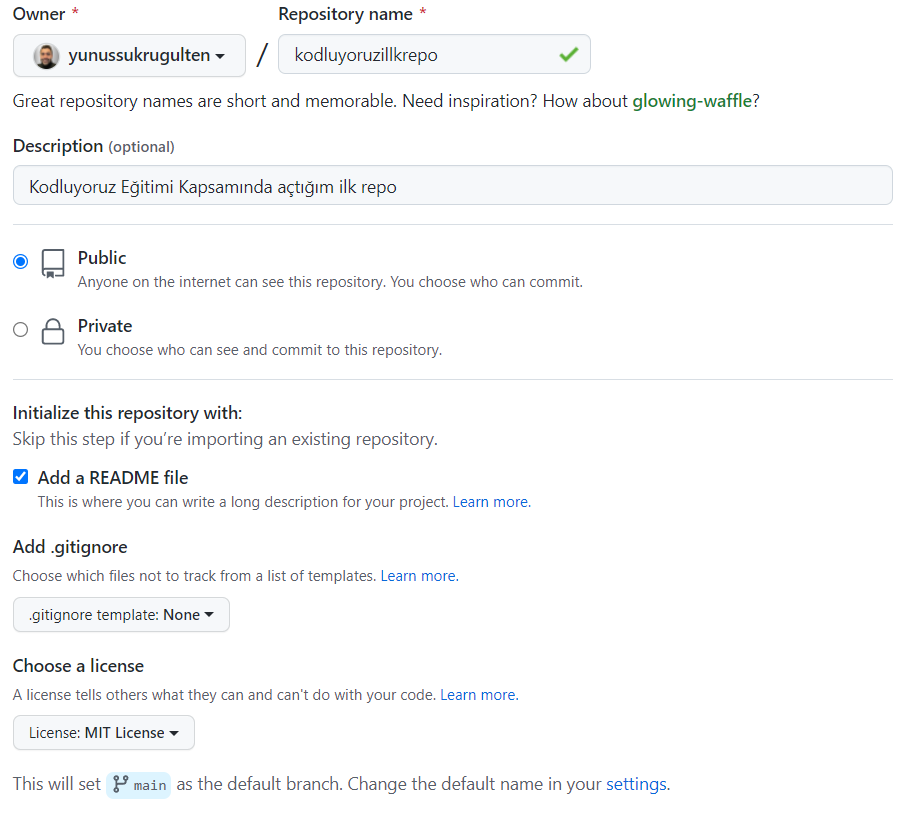 Owner * Repository name *
yunussukrugulten / kodluyoruzillkrepo
Great repository names are short and memorable. Need inspiration? How about glowing-waffle?
Description (optional)
Kodluyoruz Eğitimi Kapsamında açtığım ilk repo
Public
Anyone on the internet can see this repository. You choose who can commit.
Private
You choose who can see and commit to this repository.
Initialize this repository with:
Skip this step if you're importing an existing repository.
Add a README file
This is where you can write a long description for your project. Learn more.
Add .gitignore
Choose which files not to track from a list of templates. Learn more.
.gitignore template: None
Choose a license
A license tells others what they can and can't do with your code. Learn more.
License: MIT License
This will set main as the default branch. Change the default name in your settings.